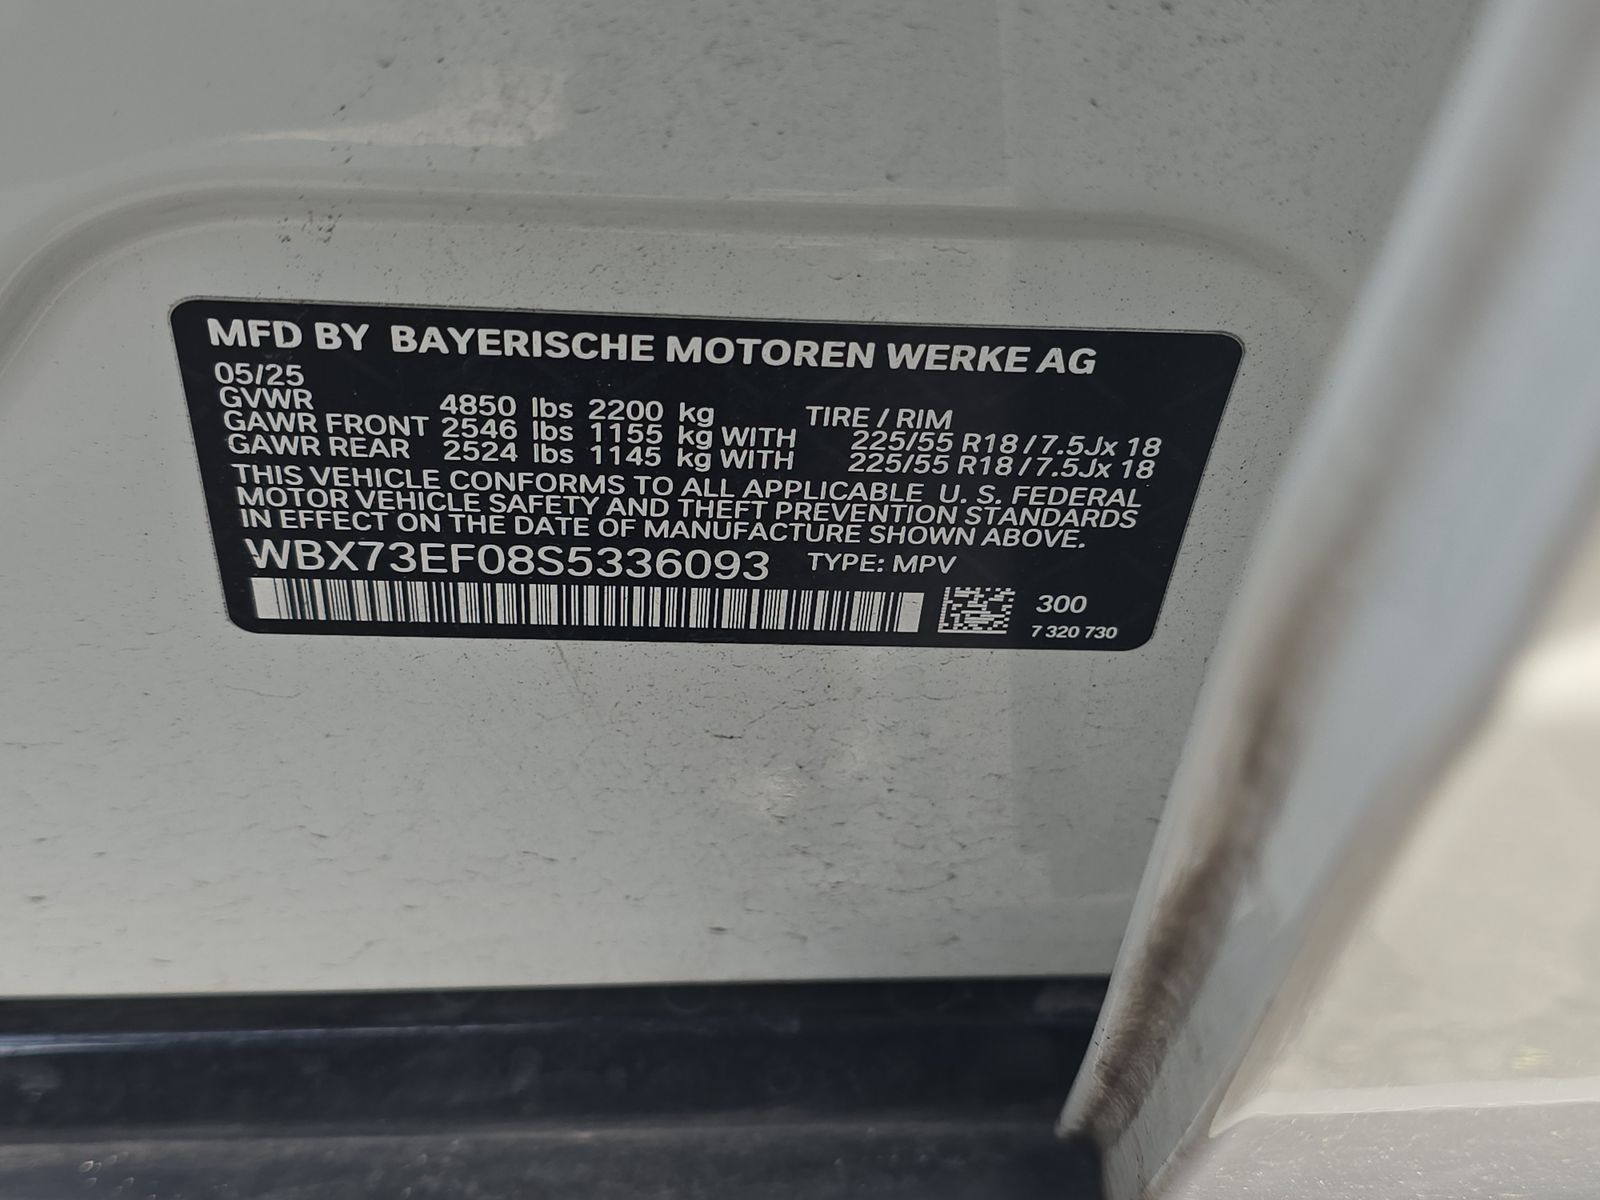 MFD BY BAYERISCHE MOTOREN WERKE AG
05/25
GVWR 4850 lbs 2200 kg TIRE / RIM
GAWR FRONT 2546 lbs 1155 kg WITH 225/55 R18 / 7.5Jx 18
GAWR REAR 2524 lbs 1145 kg WITH 225/55 R18 / 7.5Jx 18
THIS VEHICLE CONFORMS TO ALL APPLICABLE U. S. FEDERAL
MOTOR VEHICLE SAFETY AND THEFT PREVENTION STANDARDS
IN EFFECT ON THE DATE OF MANUFACTURE SHOWN ABOVE.
WBX73EF08S5336093 TYPE: MPV
300
7 320 730